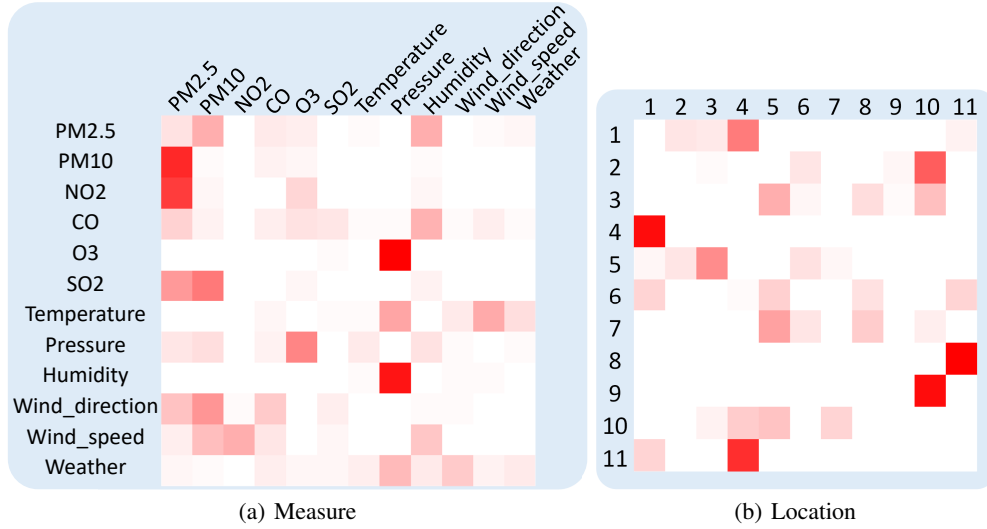 PM2.5 PM10 NO2 CO O3 SO2 Temperature Pressure Humidity Wind_direction Wind_speed Weather
PM2.5
PM10
NO2
CO
O3
SO2
Temperature
Pressure
Humidity
Wind_direction
Wind_speed
Weather
(a) Measure
1 2 3 4 5 6 7 8 9 10 11
1
2
3
4
5
6
7
8
9
10
11
(b) Location